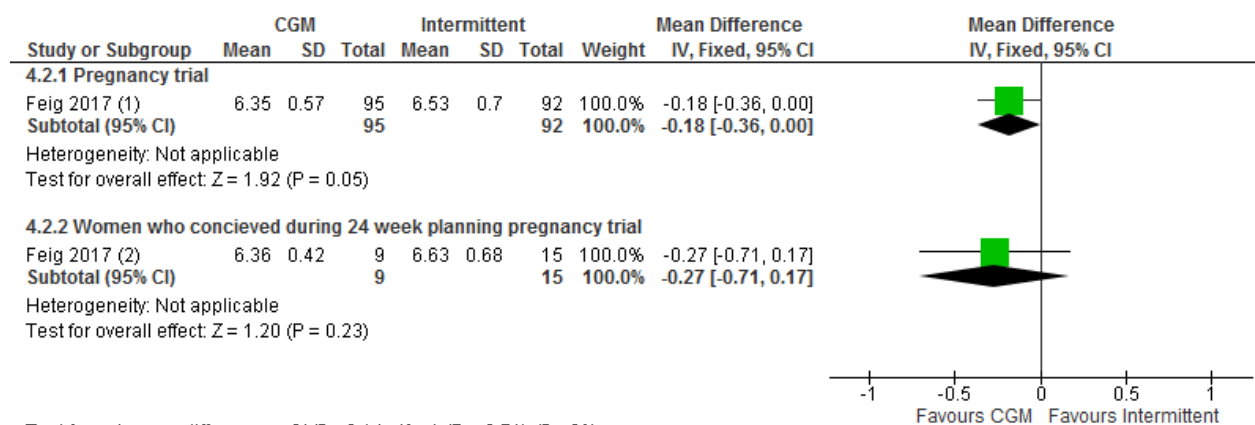 CGM Intermittent Mean Difference Mean Difference
Study or Subgroup Mean SD Total Mean SD Total Weight IV, Fixed, 95% CI IV, Fixed, 95% CI
4.2.1 Pregnancy trial
Feig 2017 (1) 6.35 0.57 95 6.53 0.7 92 100.0% -0.18 [-0.36, 0.00]
Subtotal (95% CI) 95 92 100.0% -0.18 [-0.36, 0.00]
Heterogeneity: Not applicable
Test for overall effect: Z = 1.92 (P = 0.05)
4.2.2 Women who concieved during 24 week planning pregnancy trial
Feig 2017 (2) 6.36 0.42 9 6.63 0.68 15 100.0% -0.27 [-0.71, 0.17]
Subtotal (95% CI) 9 15 100.0% -0.27 [-0.71, 0.17]
Heterogeneity: Not applicable
Test for overall effect: Z = 1.20 (P = 0.23)
-1 -0.5 0 0.5 1
Favours CGM Favours Intermittent